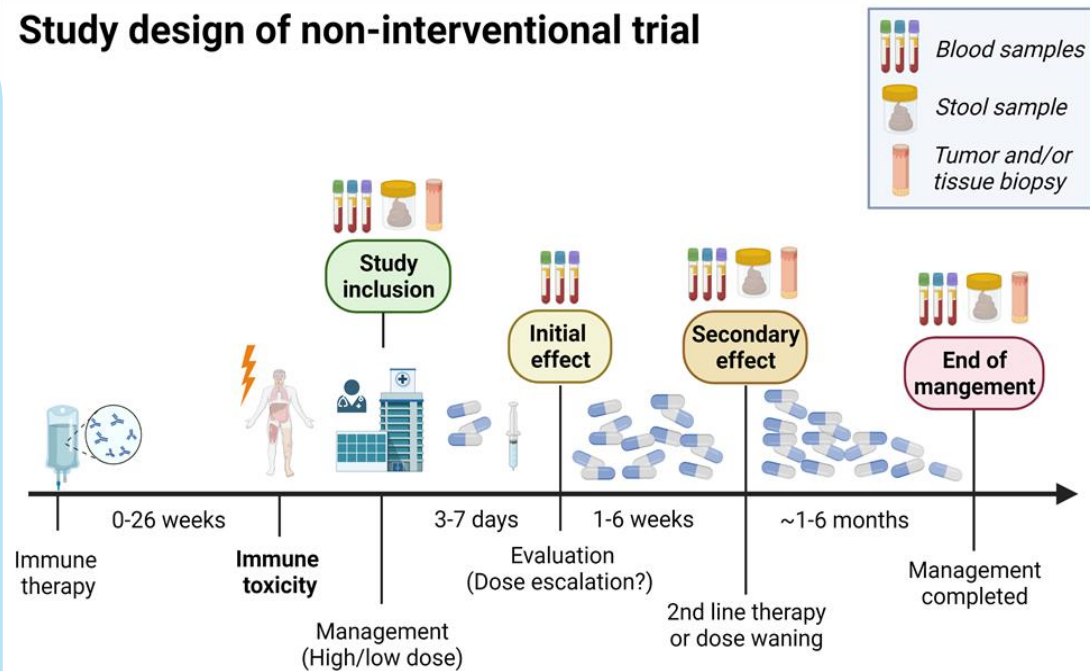 Study design of non-interventional trial
Blood samples
Stool sample
Tumor and/or
tissue biopsy
Study
inclusion
Initial
effect
Secondary
effect
End of
mangement
0-26 weeks
3-7 days
1-6 weeks
~1-6 months
Immune
therapy
Immune
toxicity
Management
(High/low dose)
Evaluation
(Dose escalation?)
2nd line therapy
or dose waning
Management
completed